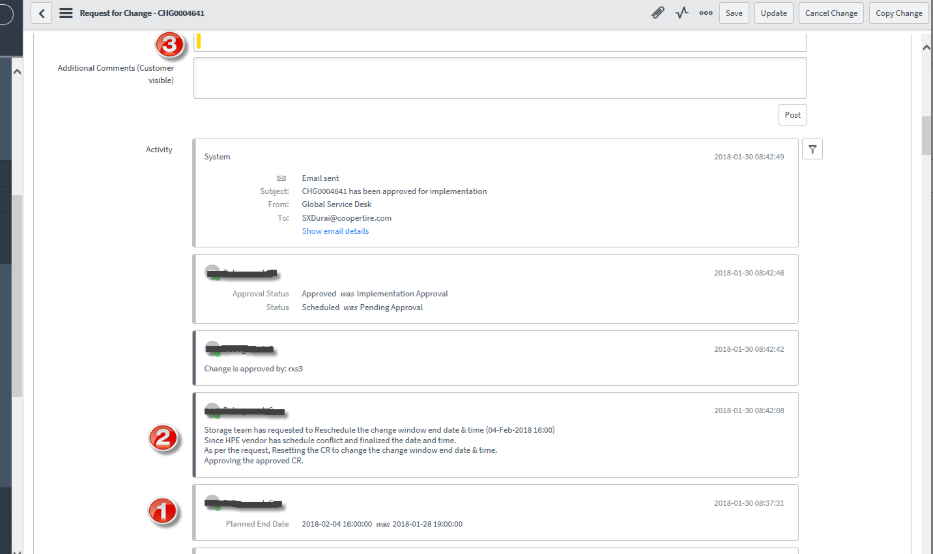 Request for Change - CHG0004641
Save
Update
Cancel Change
Copy Change
3
Additional Comments (Customer
visible)
Post
Activity
System
2018-01-30 08:42:49
Email sent
Subject: CHG0004641 has been approved for implementation
From: Global Service Desk
To: SXDurai@coopertire.com
Show email details
2018-01-30 08:42:46
Approval Status Approved was Implementation Approval
Status Scheduled was Pending Approval
2018-01-30 08:42:42
Change is approved by: rxs3
2018-01-30 08:42:08
Storage team has requested to Reschedule the change window end date & time (04-Feb-2018 16:00)
2
Since HPE vendor has schedule conflict and finalized the date and time.
As per the request, Resetting the CR to change the change window end date & time.
Approving the approved CR.
1
2018-01-30 08:37:31
Planned End Date 2018-02-04 16:00:00 was 2018-01-28 19:00:00